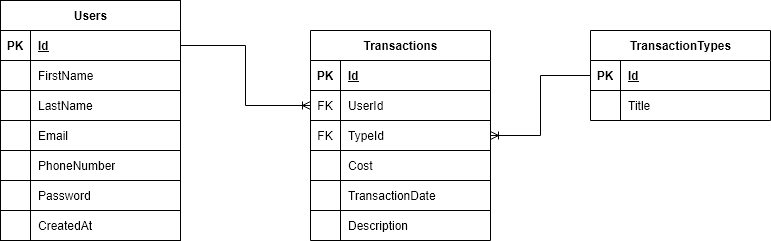 Users
PK Id
FirstName
LastName
Email
PhoneNumber
Password
CreatedAt
Transactions
PK Id
FK UserId
FK TypeId
Cost
TransactionDate
Description
TransactionTypes
PK Id
Title